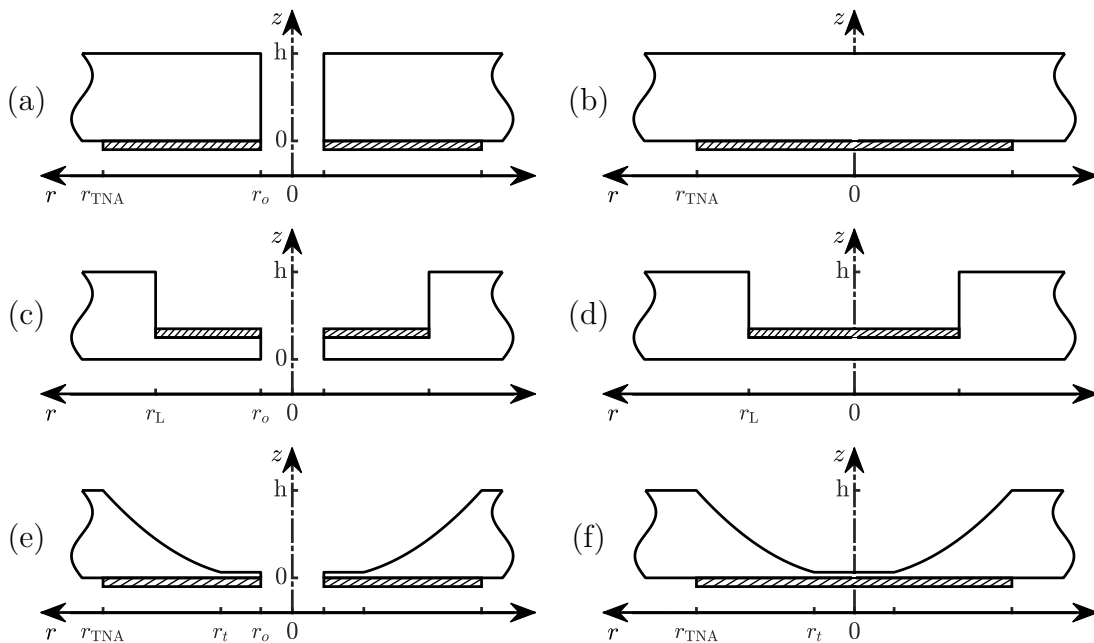 z z
h h
(a) (b)
0
r r_TNA r_o 0 r r_TNA 0
z z
h h
(c) (d)
0
r r_L r_o 0 r r_L 0
z z
h h
(e) (f)
0
r r_TNA r_t r_o 0 r r_TNA r_t 0